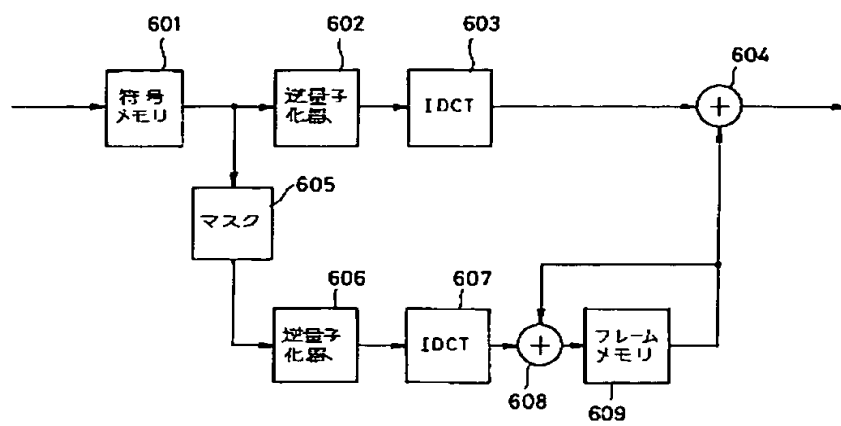 601
602
603
604
符号
メモリ
逆量子
化器
IDCT
+
605
マスク
606
607
逆量子
化器
IDCT
+
フレーム
メモリ
608
609